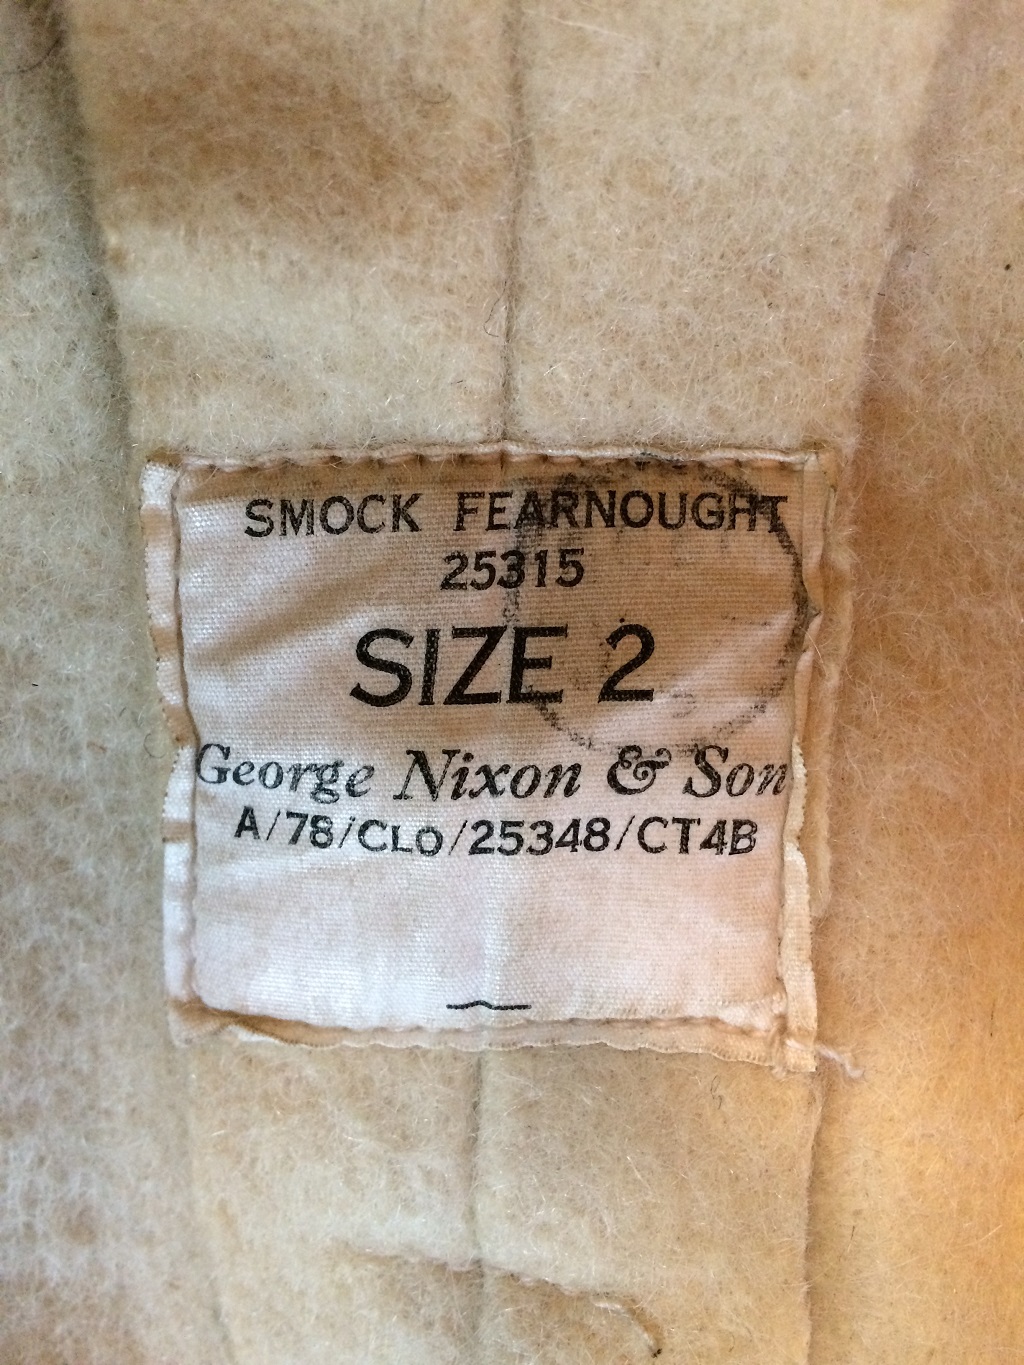 SMOCK FEARNOUGHT
25315
SIZE 2
George Nixon & Son
A/78/CLO/25348/CT4B